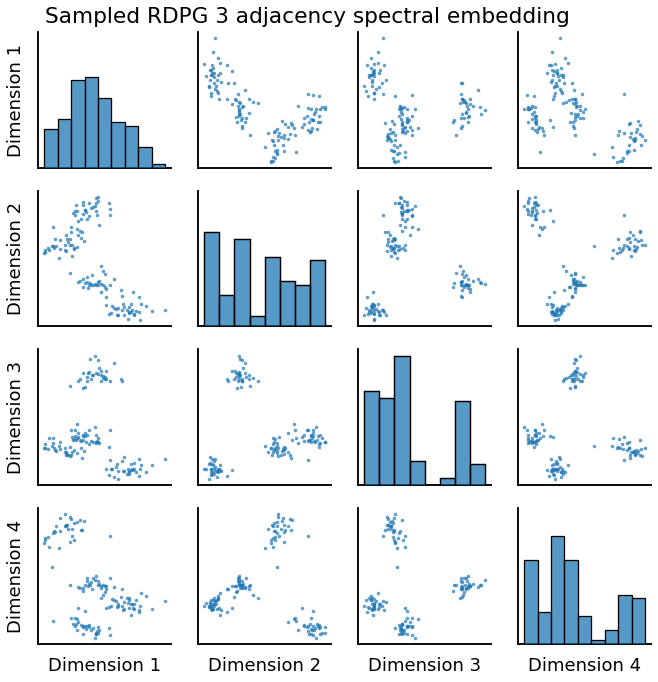 Sampled RDPG 3 adjacency spectral embedding
Dimension 1
Dimension 2
Dimension 3
Dimension 4
Dimension 1 Dimension 2 Dimension 3 Dimension 4